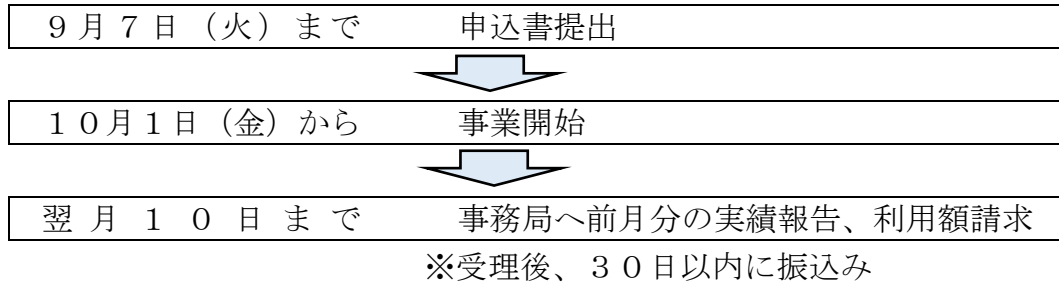 ９月７日（火）まで　申込書提出
１０月１日（金）から　事業開始
翌月１０日まで　事務局へ前月分の実績報告、利用額請求
※受理後、３０日以内に振込み